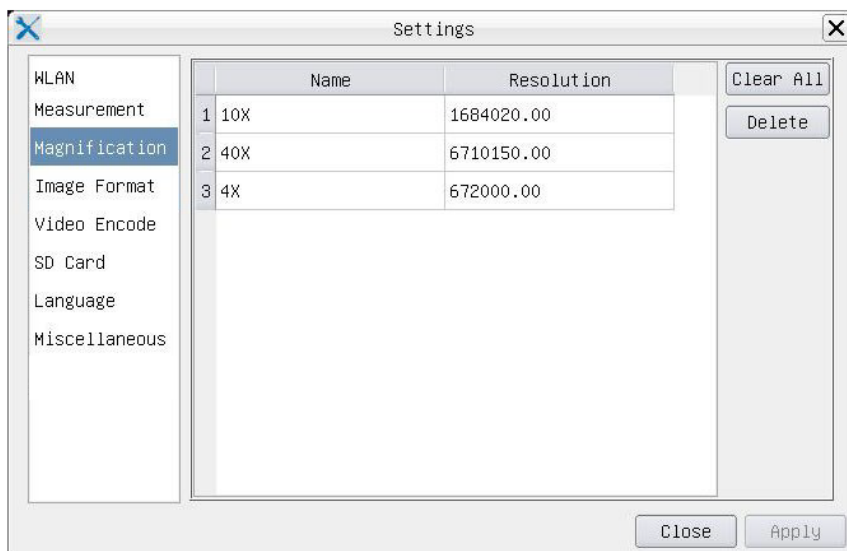 Settings
WLAN
Measurement
Magnification
Image Format
Video Encode
SD Card
Language
Miscellaneous
Name Resolution
1 10X 1684020.00
2 40X 6710150.00
3 4X 672000.00
Clear All
Delete
Close
Apply